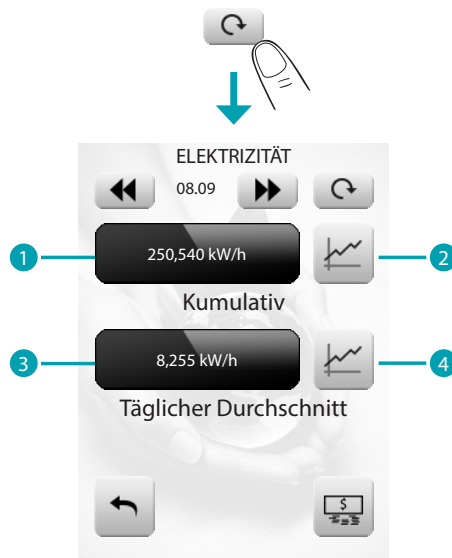 ELEKTRIZITÄT
08.09
1 250,540 kW/h 2
Kumulativ
3 8,255 kW/h 4
Täglicher Durchschnitt
$